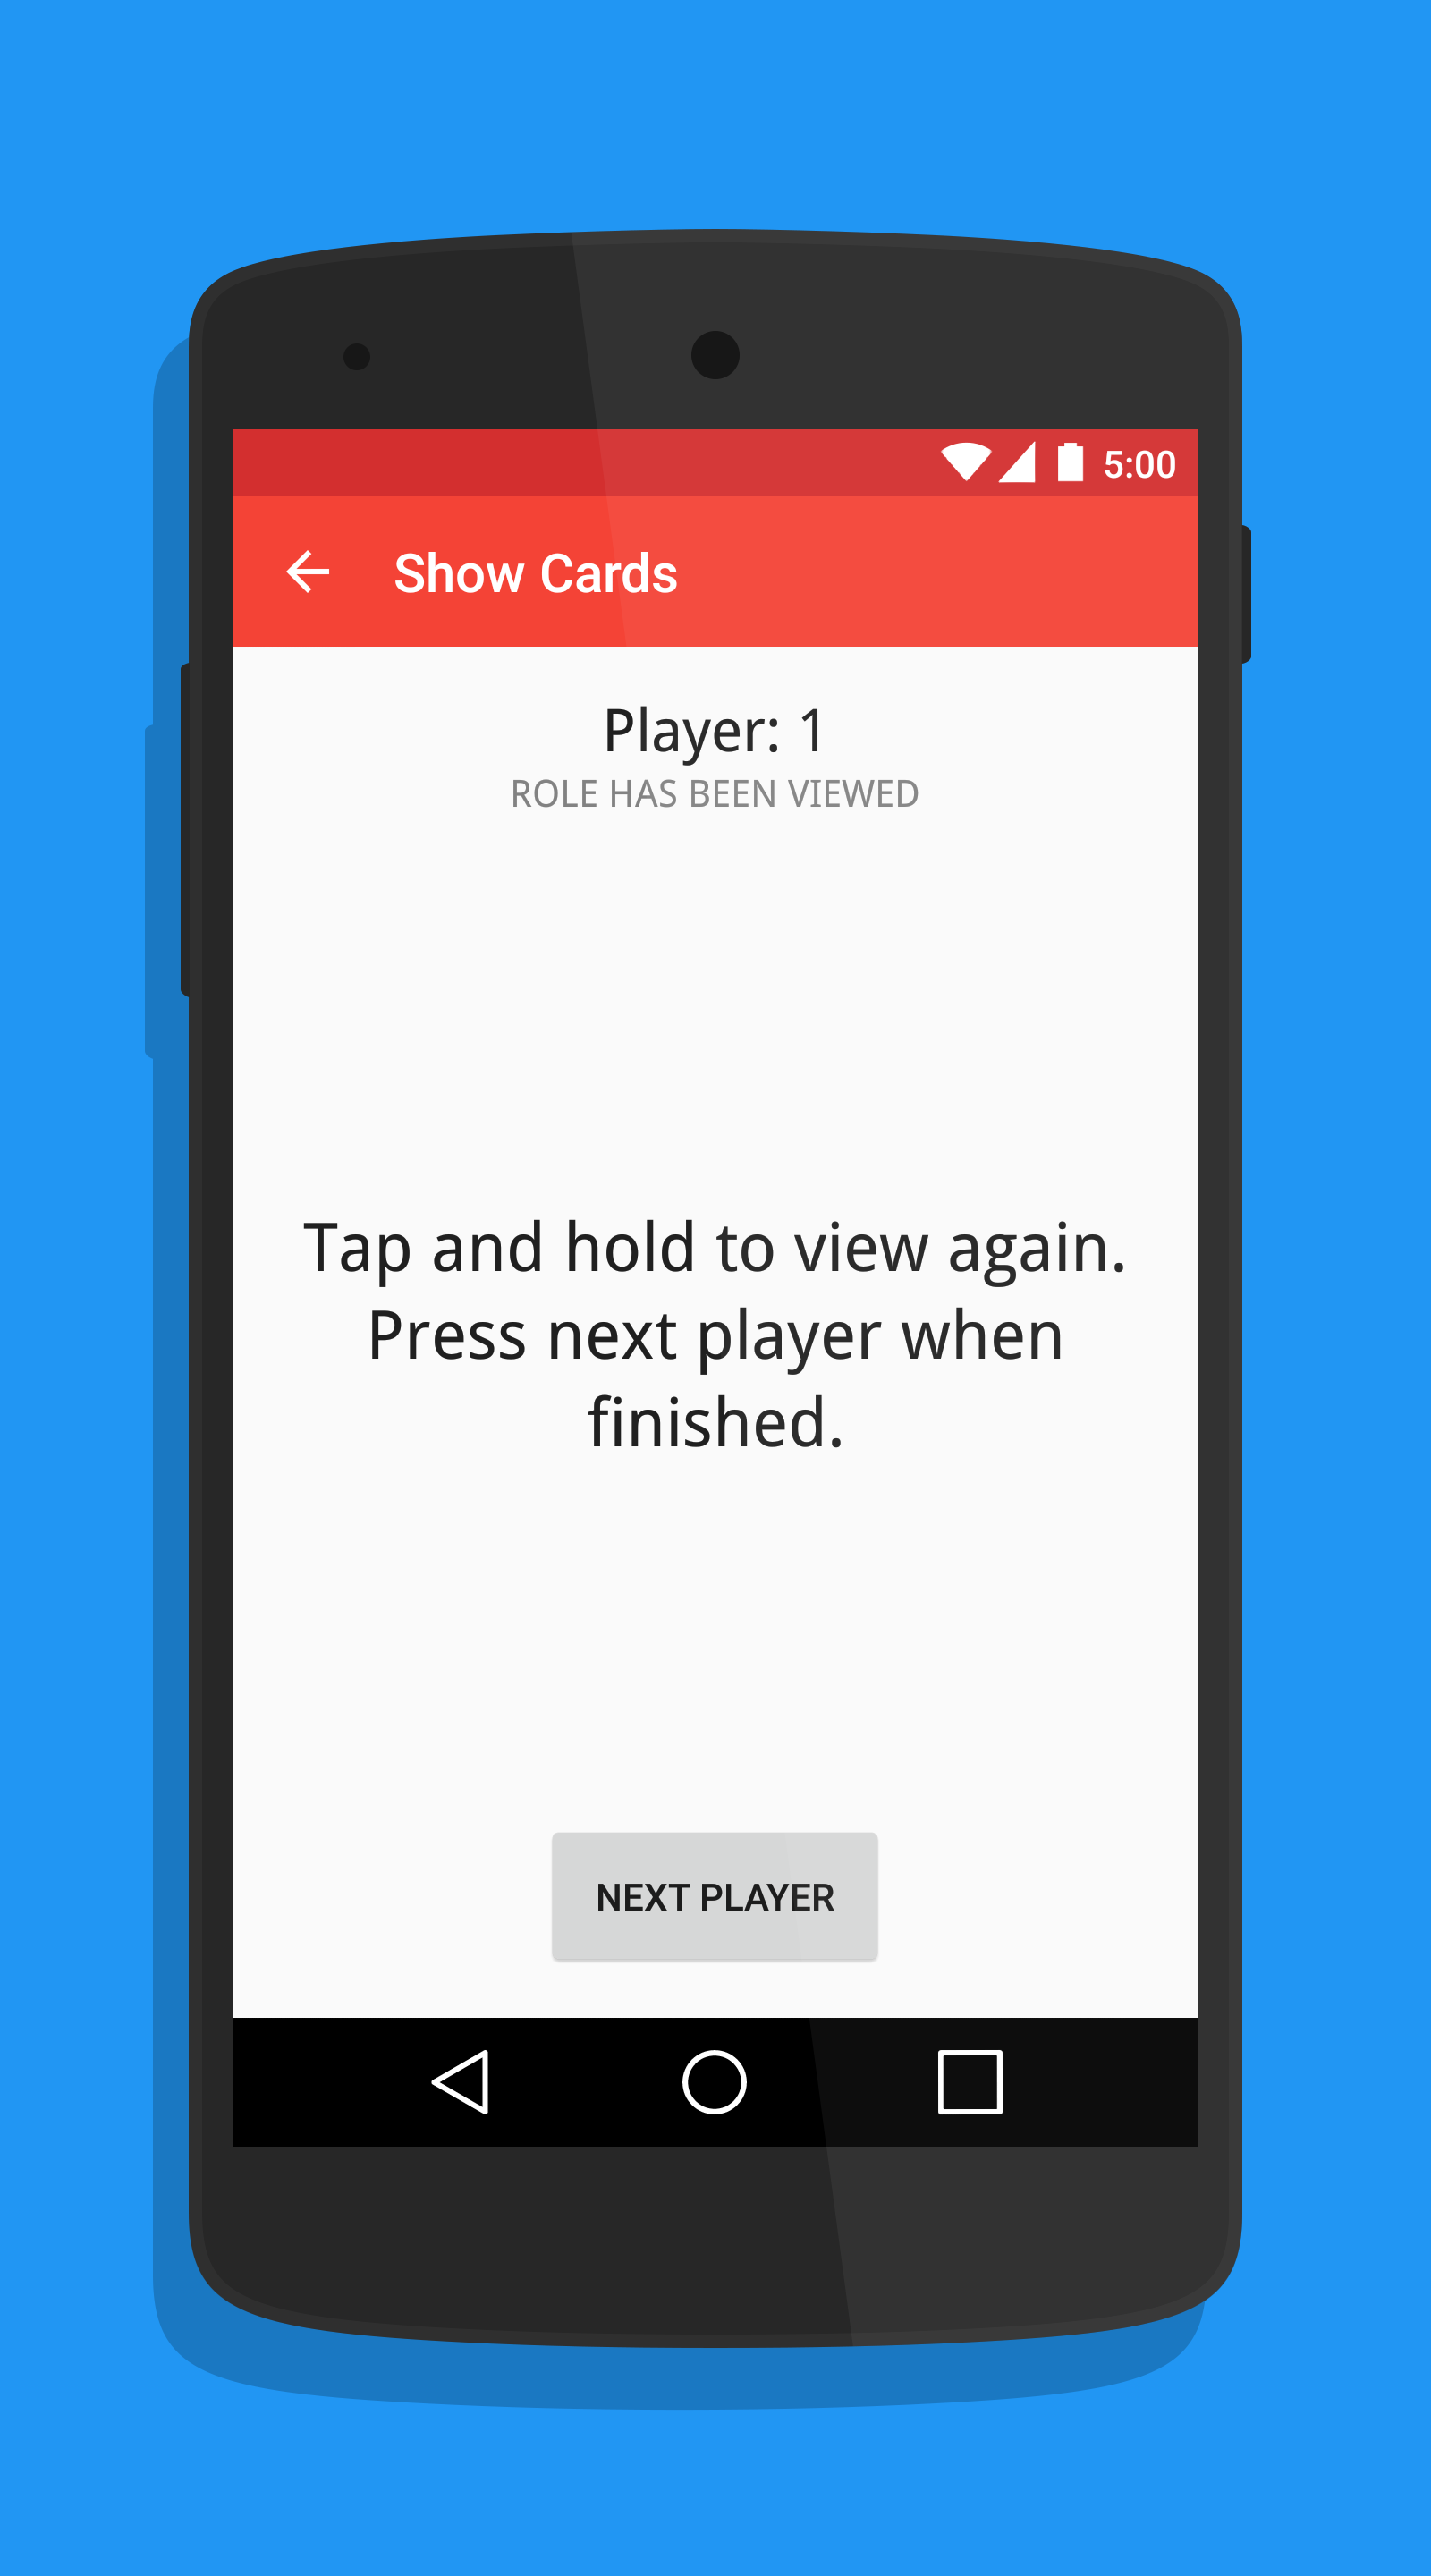 5:00
Show Cards
Player: 1
ROLE HAS BEEN VIEWED
Tap and hold to view again.
Press next player when
finished.
NEXT PLAYER